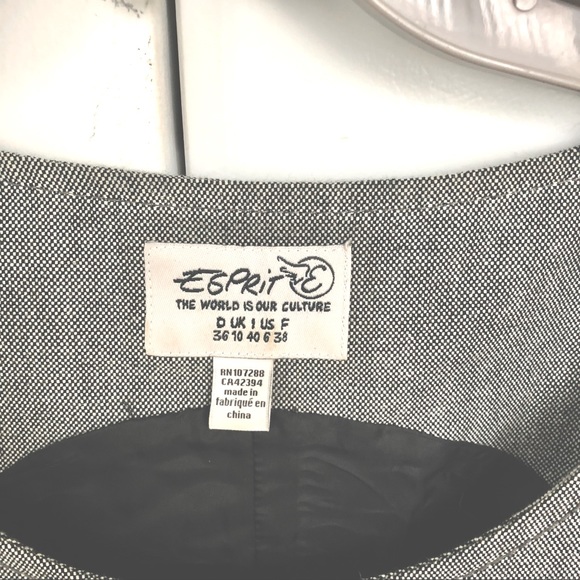 ESPRIT E
THE WORLD IS OUR CULTURE
D UK I US F
36 10 40 6 38
RN107288
CA42394
made in
fabriqué en
china